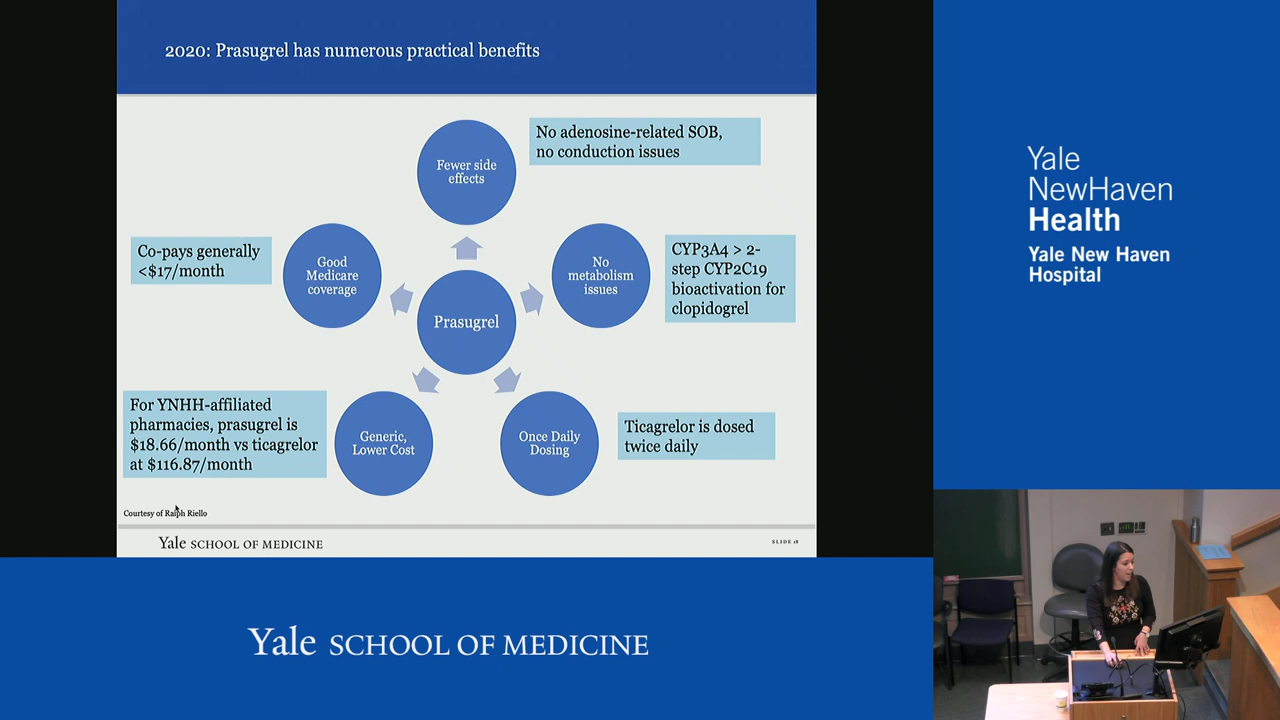 2020: Prasugrel has numerous practical benefits
No adenosine-related SOB,
no conduction issues
Fewer side
effects
Co-pays generally
<$17/month
Good
Medicare
coverage
No
metabolism
issues
CYP3A4 > 2-
step CYP2C19
bioactivation for
clopidogrel
Prasugrel
For YNHH-affiliated
pharmacies, prasugrel is
$18.66/month vs ticagrelor
at $116.87/month
Generic,
Lower Cost
Once Daily
Dosing
Ticagrelor is dosed
twice daily
Courtesy of Ralph Riello
Yale SCHOOL OF MEDICINE
SLIDE 18
Yale
NewHaven
Health
Yale New Haven
Hospital
Yale SCHOOL OF MEDICINE